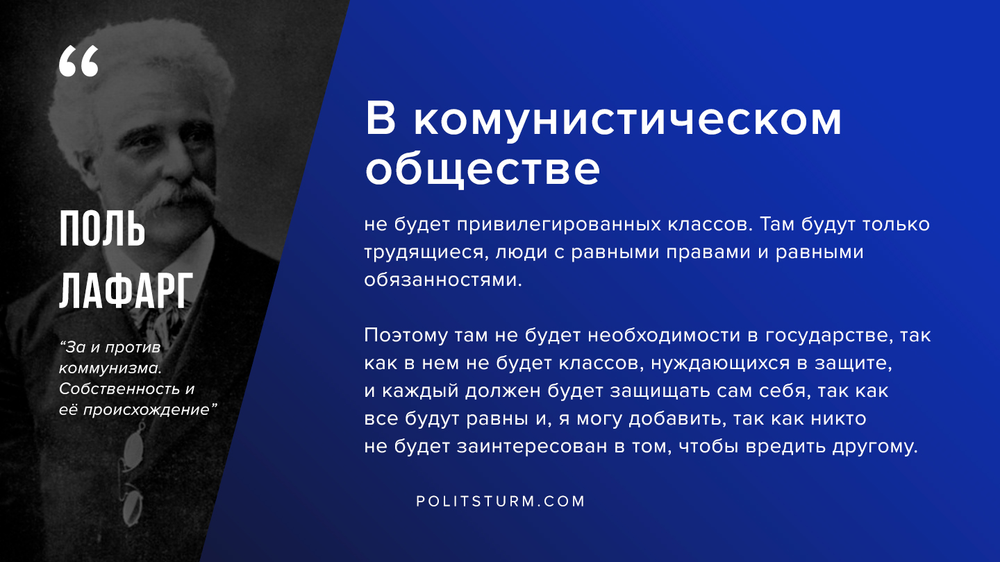 “
ПОЛЬ
ЛАФАРГ
“За и против
коммунизма.
Собственность и
её происхождение”
В комунистическом
обществе
не будет привилегированных классов. Там будут только
трудящиеся, люди с равными правами и равными
обязанностями.
Поэтому там не будет необходимости в государстве, так
как в нем не будет классов, нуждающихся в защите,
и каждый должен будет защищать сам себя, так как
все будут равны и, я могу добавить, так как никто
не будет заинтересован в том, чтобы вредить другому.
POLITSTURM.COM